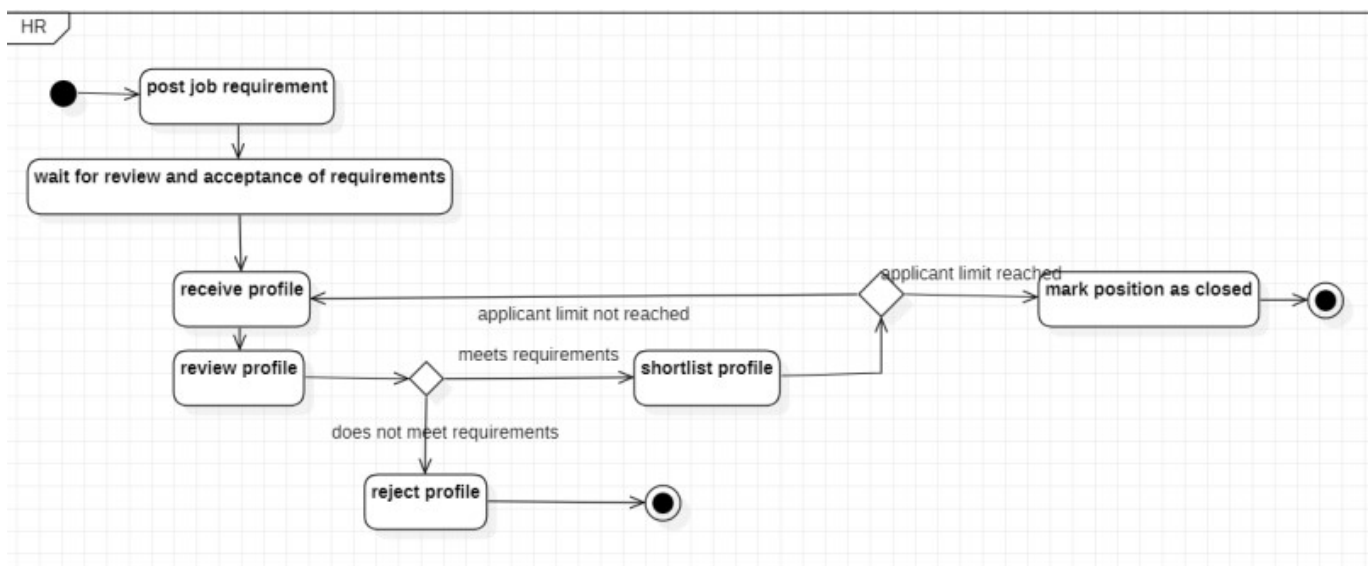 HR
post job requirement
wait for review and acceptance of requirements
receive profile
applicant limit reached
mark position as closed
applicant limit not reached
review profile
meets requirements
shortlist profile
does not meet requirements
reject profile